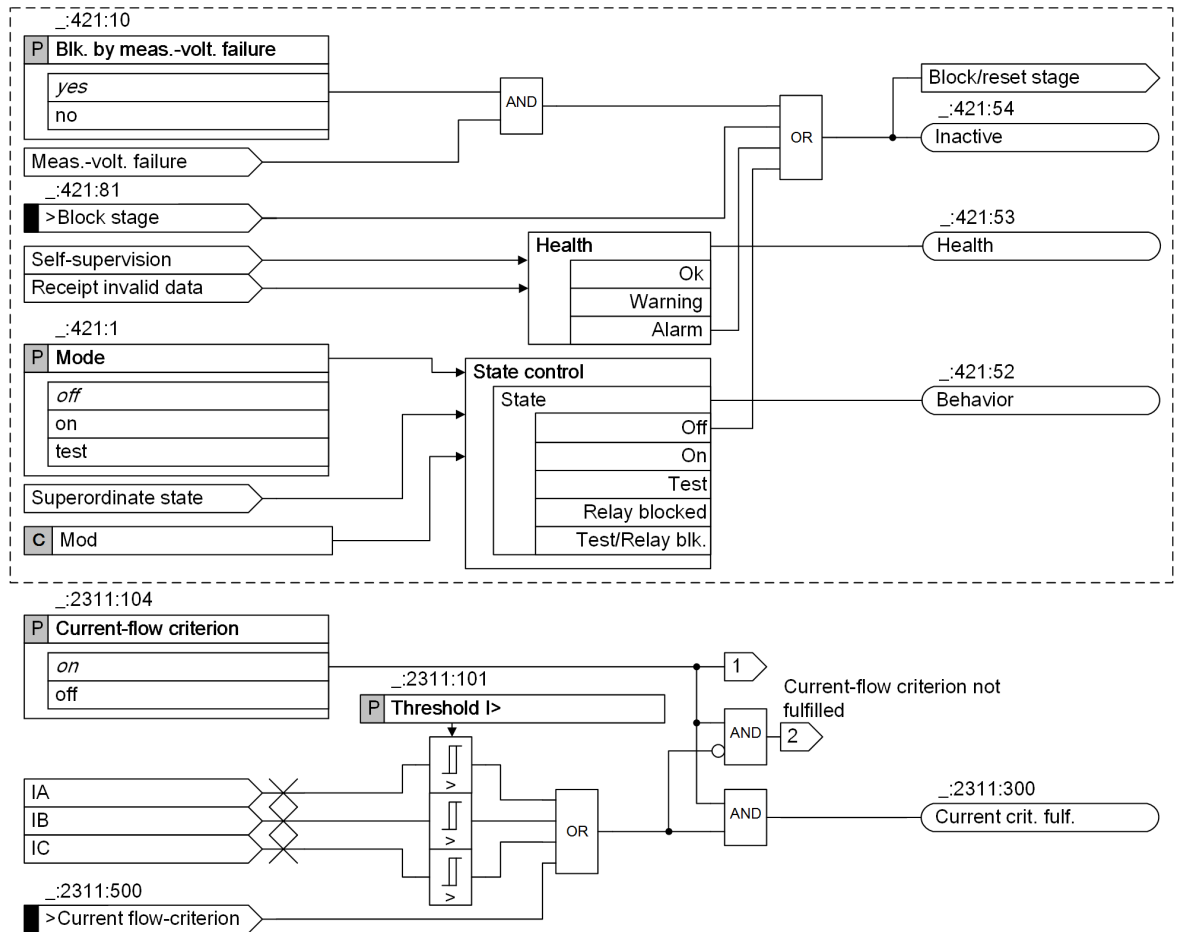 _:421:10
P Blk. by meas.-volt. failure
yes
no
Meas.-volt. failure
AND
OR
Block/reset stage
_:421:54
Inactive
_:421:81
>Block stage
Self-supervision
Receipt invalid data
Health
Ok
Warning
Alarm
_:421:53
Health
_:421:1
P Mode
off
on
test
Superordinate state
C Mod
State control
State
Off
On
Test
Relay blocked
Test/Relay blk.
_:421:52
Behavior
_:2311:104
P Current-flow criterion
on
off
_:2311:101
P Threshold I>
1
Current-flow criterion not
fulfilled
AND
2
IA
IB
IC
>
>
>
OR
AND
_:2311:300
Current crit. fulf.
_:2311:500
>Current flow-criterion